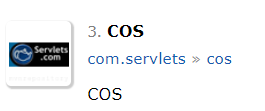 Servlets
.com
3. COS
com.servlets » cos
COS